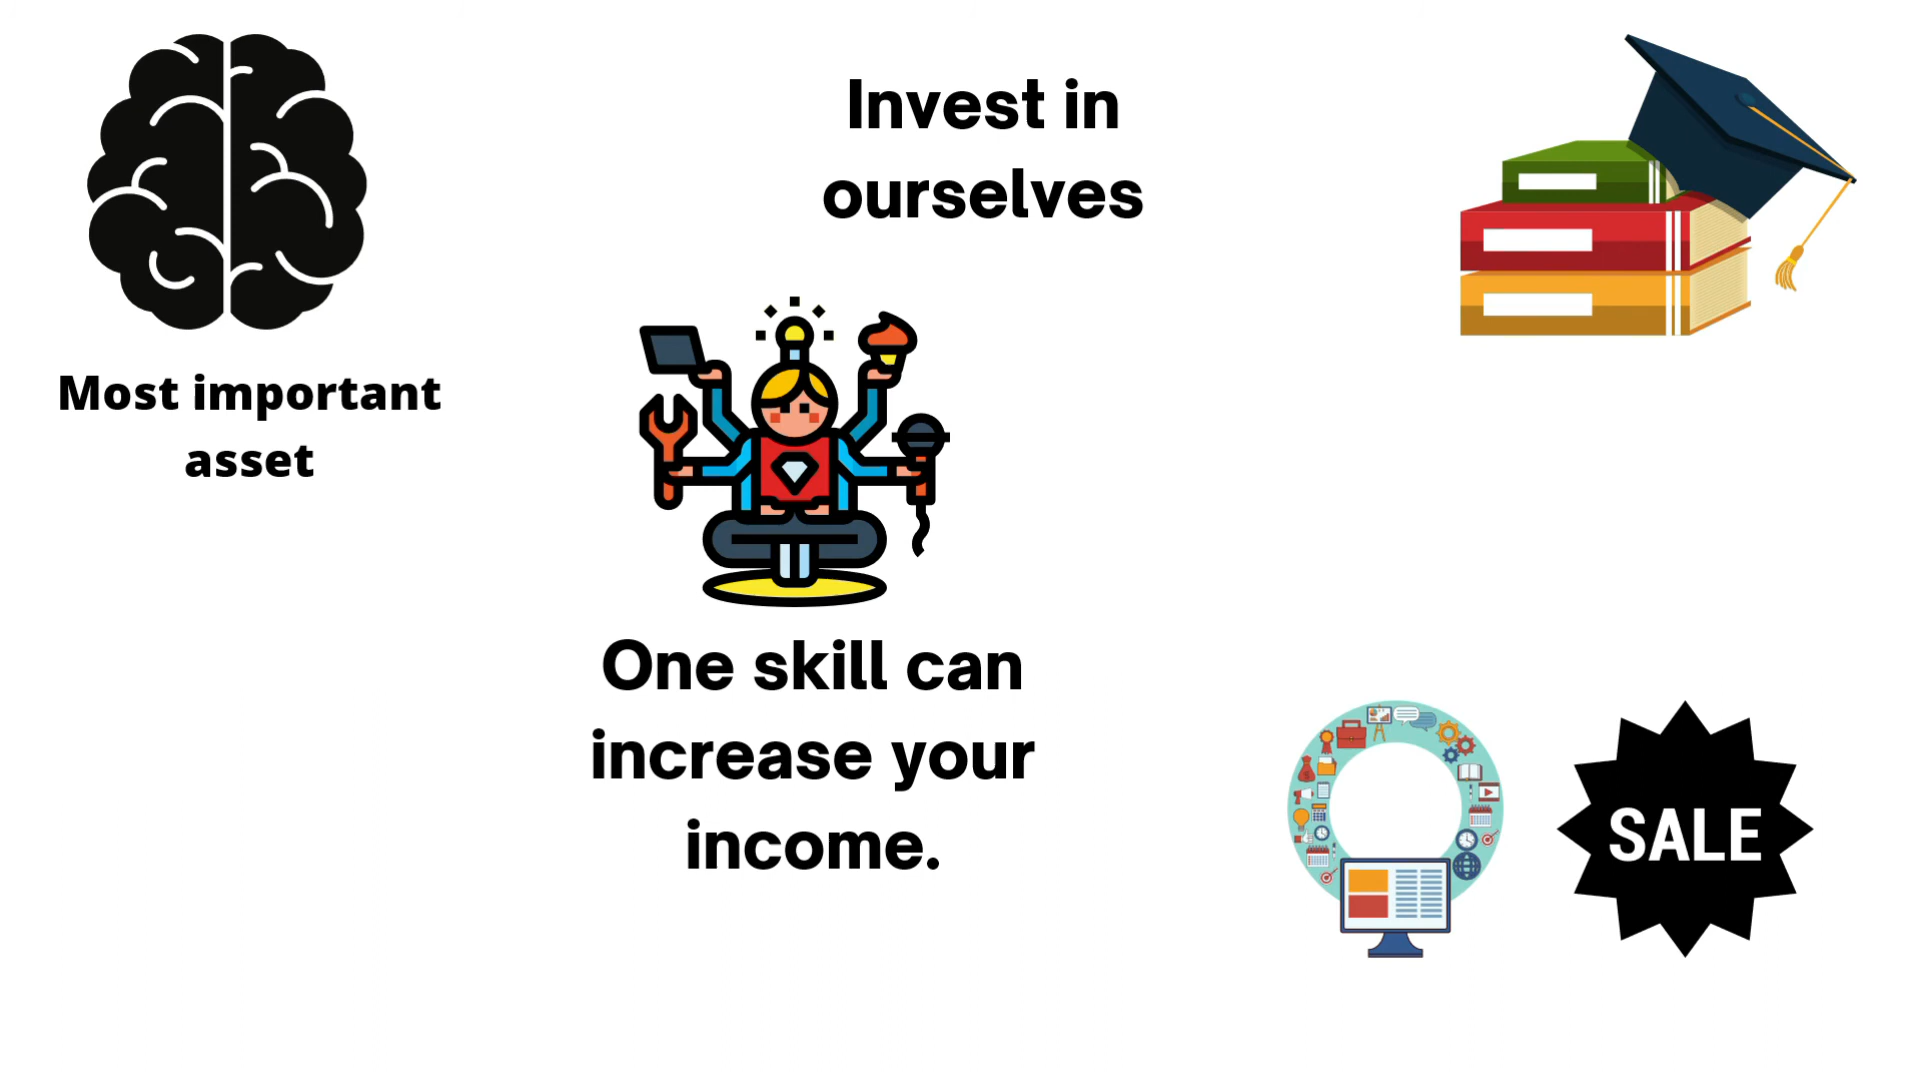 Invest in
ourselves
Most important
asset
One skill can
increase your
income.
SALE